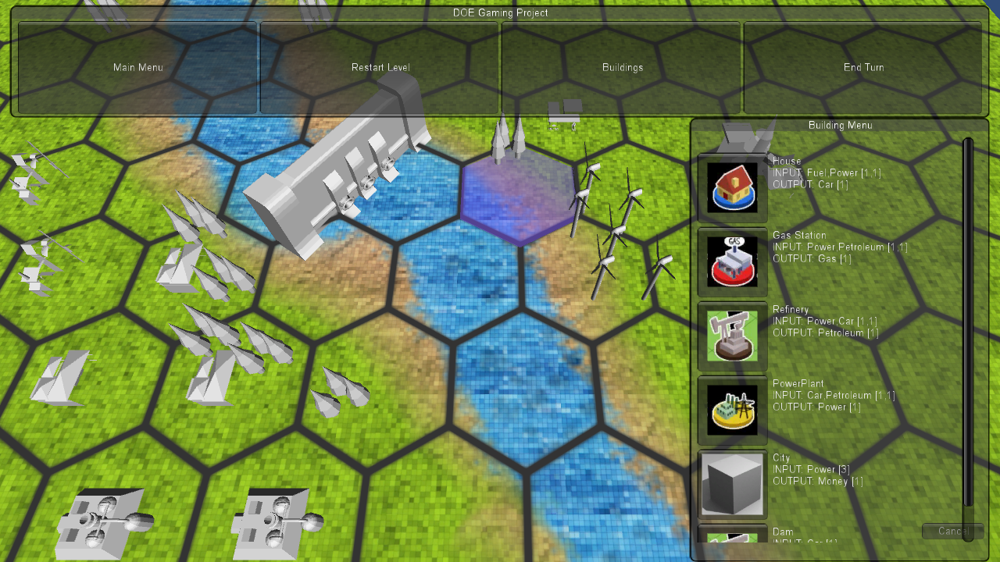 DOE Gaming Project
Main Menu
Restart Level
Buildings
End Turn
Building Menu
House
INPUT: Fuel,Power [1,1]
OUTPUT: Car [1]
GAS
Gas Station
INPUT: Power,Petroleum [1,1]
OUTPUT: Gas [1]
Refinery
INPUT: Power,Car [1,1]
OUTPUT: Petroleum [1]
PowerPlant
INPUT: Car,Petroleum [1,1]
OUTPUT: Power [1]
City
INPUT: Power [3]
OUTPUT: Money [1]
Dam
INPUT: Car [1]
Cancel